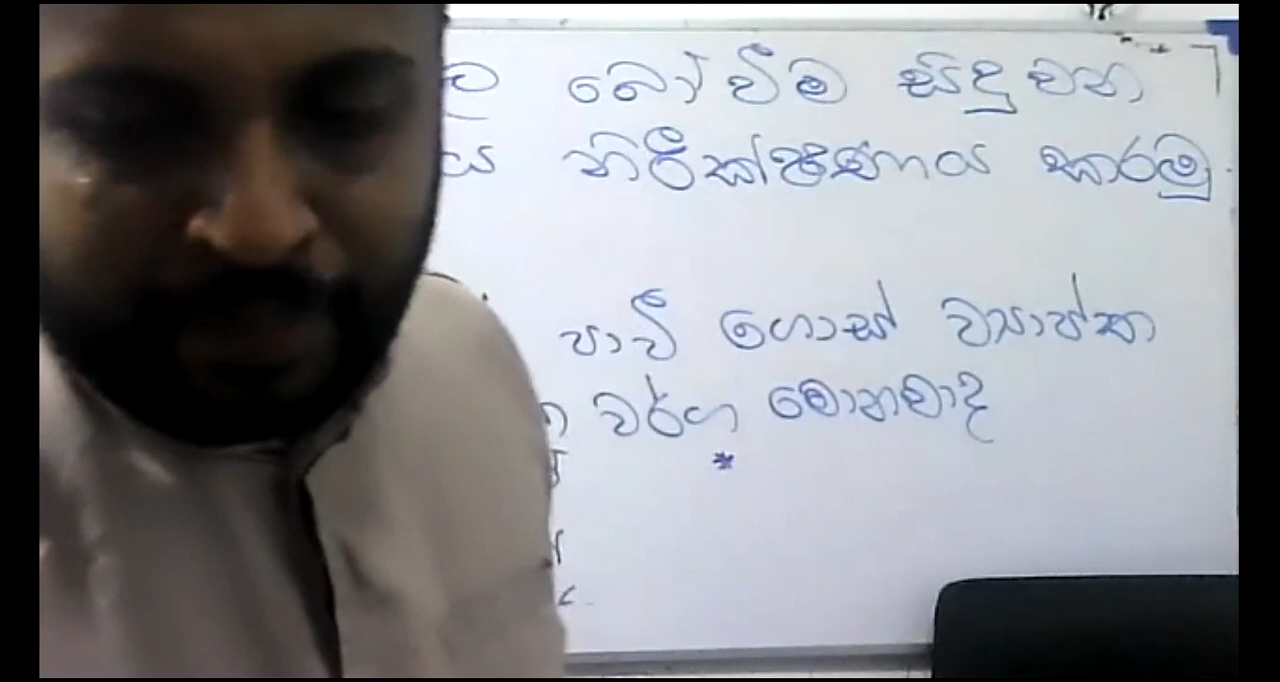 බෝවීම සිදු වන
ය නිරීක්ෂණය කරමු
පාවී ගොස් ව්‍යාප්ත
වර්ග මොනවාද
*